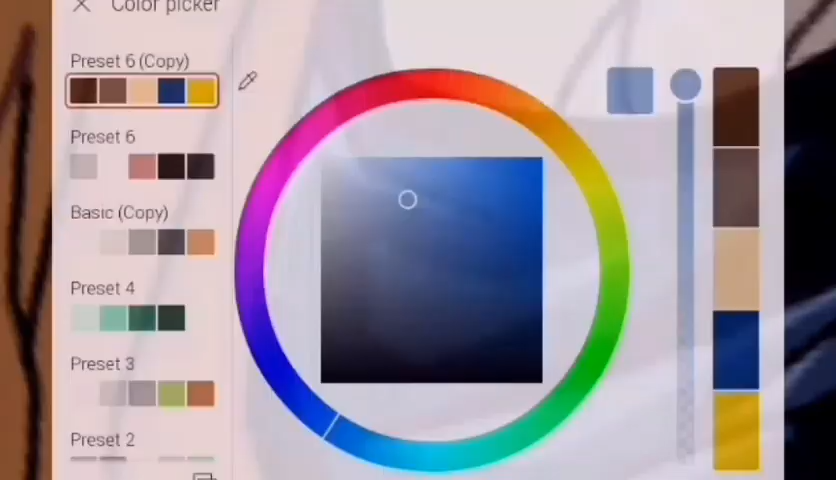 Color picker
Preset 6 (Copy)
Preset 6
Basic (Copy)
Preset 4
Preset 3
Preset 2